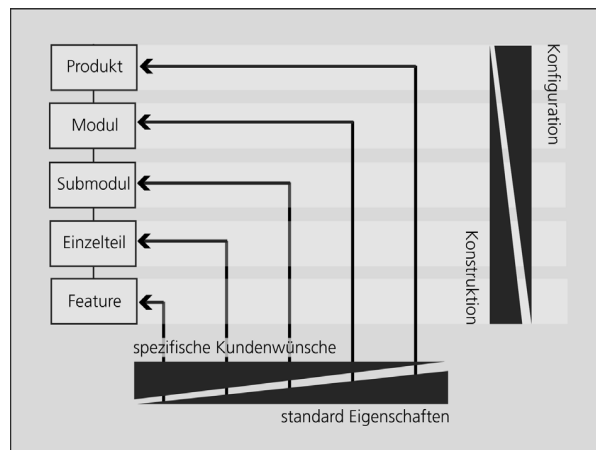 Produkt
Modul
Submodul
Einzelteil
Feature
Konfiguration
Konstruktion
spezifische Kundenwünsche
standard Eigenschaften